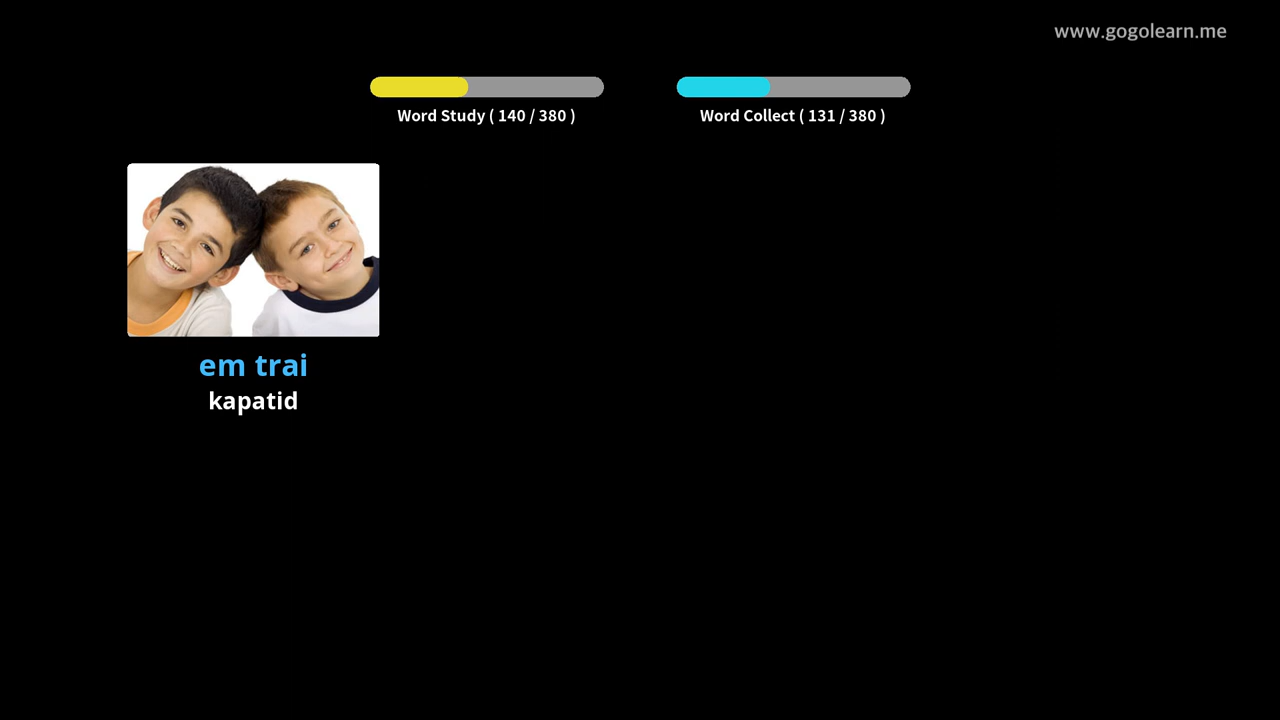 www.gogolearn.me
Word Study ( 140 / 380 )
Word Collect ( 131 / 380 )
em trai
kapatid